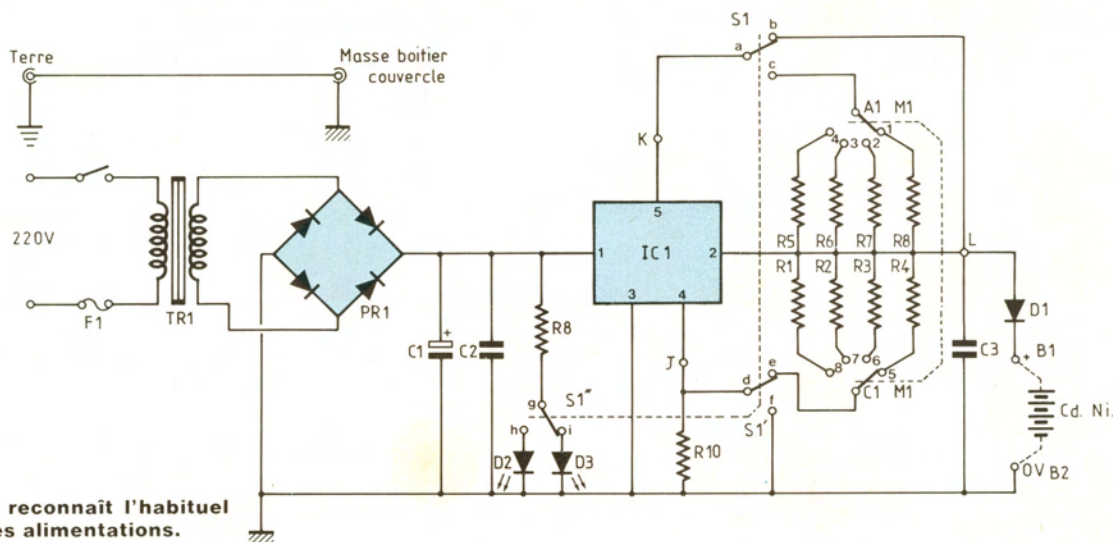 Terre
Masse boitier
couvercle
220V
F1
TR1
PR1
C1
+
C2
R8
S1"
g
h
i
D2
D3
IC1
1
2
3
4
5
K
J
R10
S1
a
b
c
A1 M1
4 3 2 1
R5 R6 R7 R8
R1 R2 R3 R4
L
d
e
f
S1'
8 7 6 5
C1 M1
C3
D1
+ B1
Cd. Ni.
0V B2
reconnaît l'habituel
es alimentations.